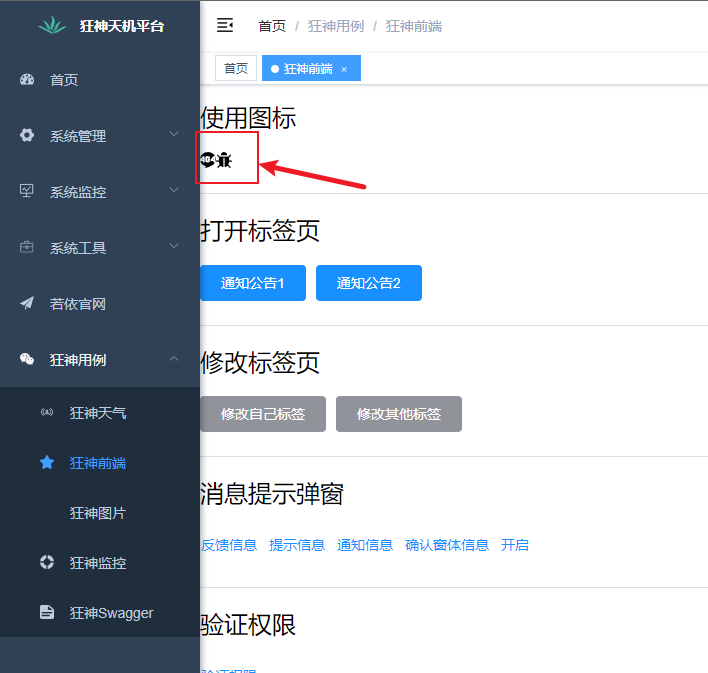 狂神天机平台
首页
系统管理
系统监控
系统工具
若依官网
狂神用例
狂神天气
狂神前端
狂神图片
狂神监控
狂神Swagger
首页 / 狂神用例 / 狂神前端
首页 狂神前端 ×
使用图标
404
打开标签页
通知公告1 通知公告2
修改标签页
修改自己标签 修改其他标签
消息提示弹窗
反馈信息 提示信息 通知信息 确认窗体信息 开启
验证权限
验证权限